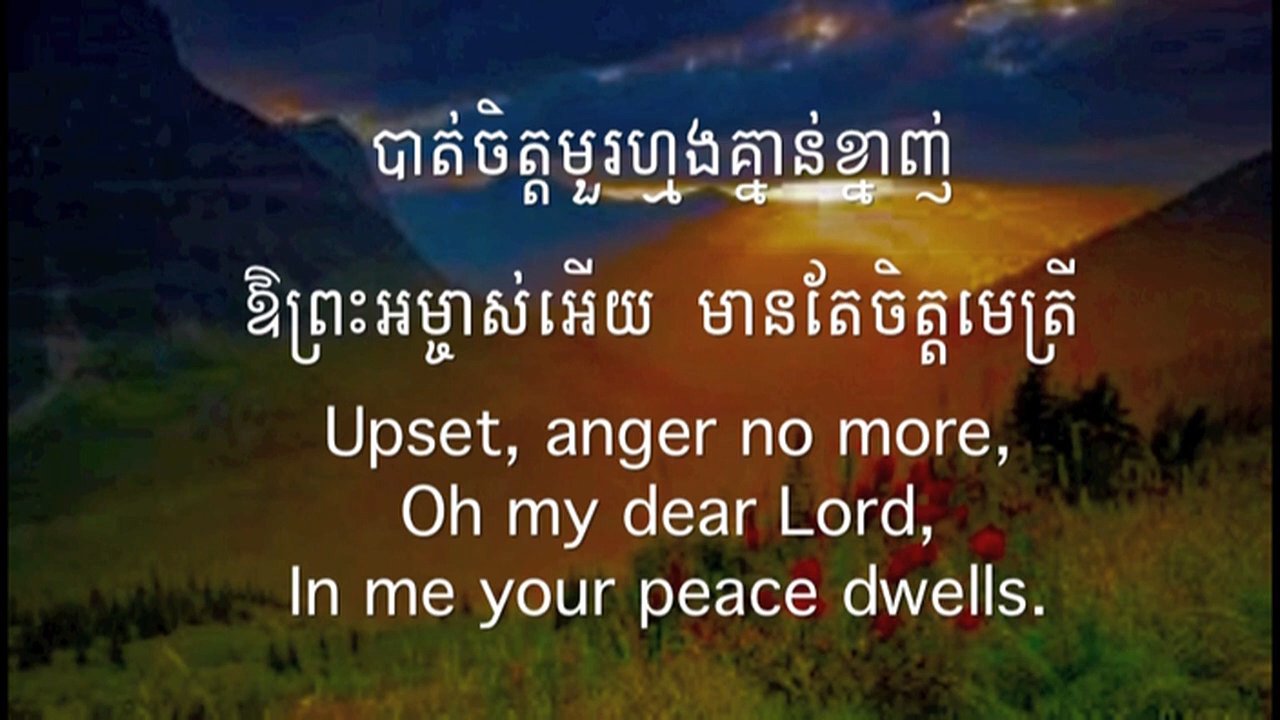 បាត់ចិត្តមួរហ្មងគ្នាន់ខ្នាញ់
ឱព្រះអម្ចាស់អើយ មានតែចិត្តមេត្រី
Upset, anger no more,
Oh my dear Lord,
In me your peace dwells.